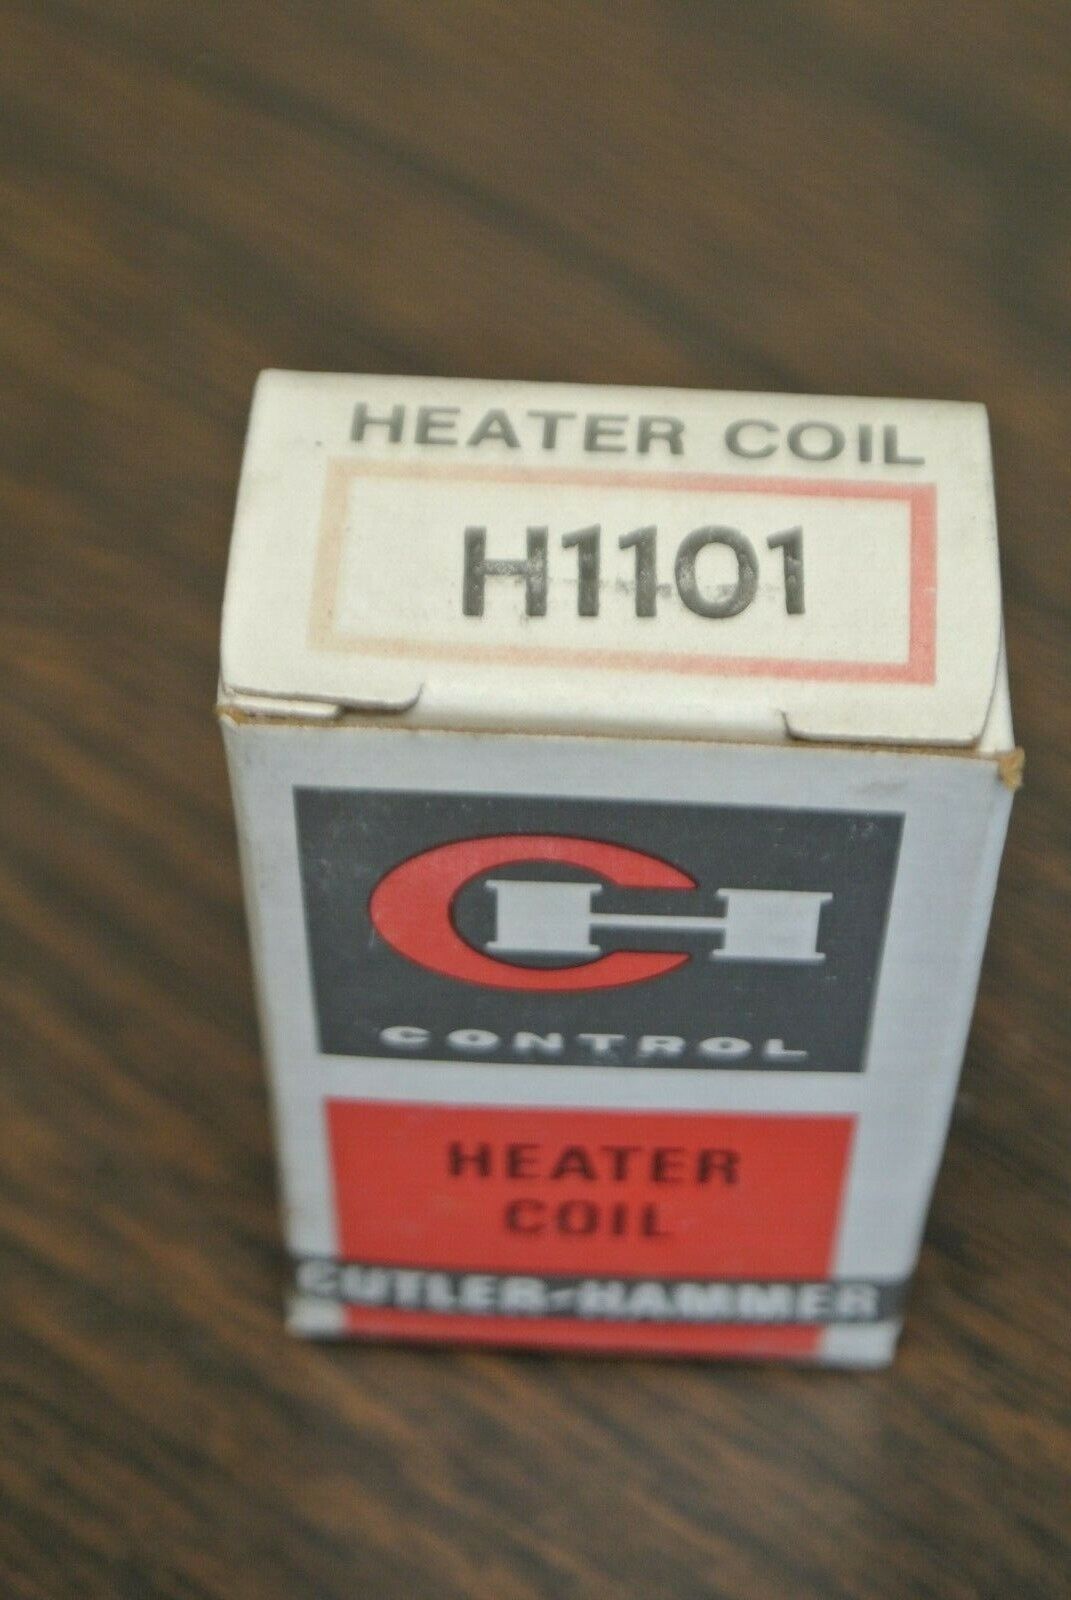 HEATER COIL
H1101
CH
CONTROL
HEATER
COIL
CUTLER-HAMMER